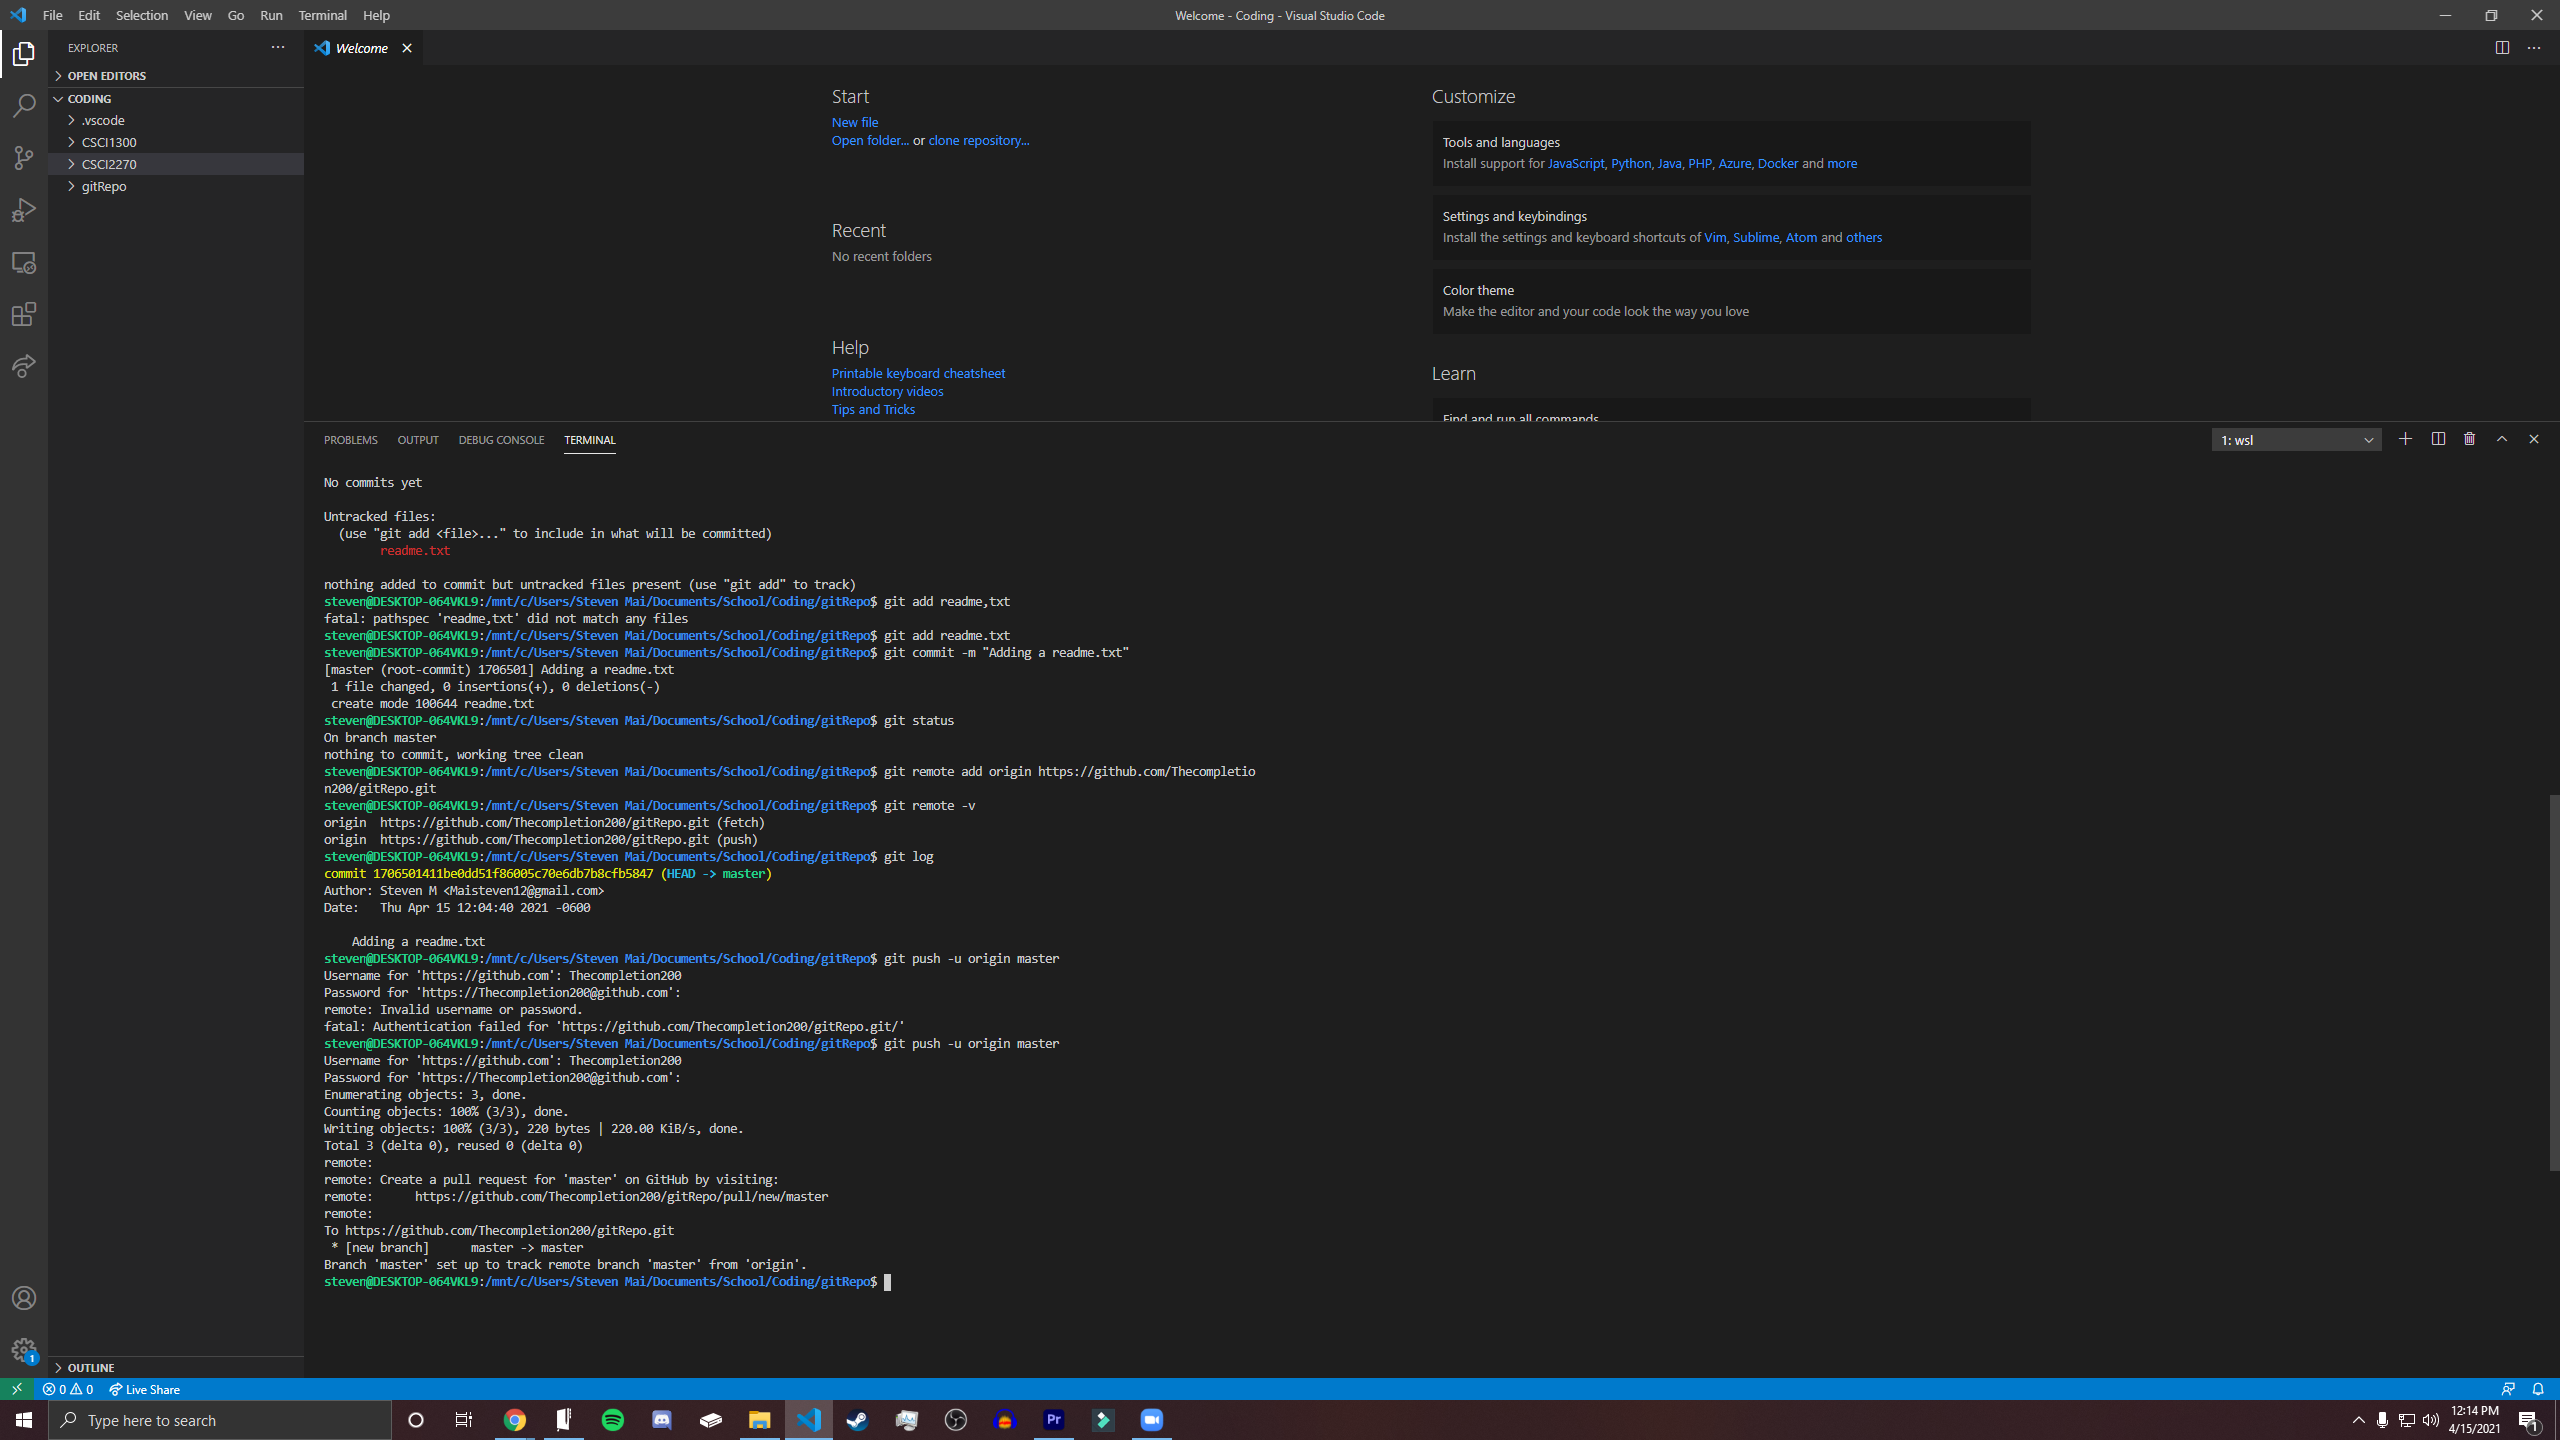 File Edit Selection View Go Run Terminal Help
Welcome - Coding - Visual Studio Code
EXPLORER
OPEN EDITORS
CODING
.vscode
CSCI1300
CSCI2270
gitRepo
OUTLINE
Welcome
Start
New file
Open folder... or clone repository...
Recent
No recent folders
Help
Printable keyboard cheatsheet
Introductory videos
Tips and Tricks
Customize
Tools and languages
Install support for JavaScript, Python, Java, PHP, Azure, Docker and more
Settings and keybindings
Install the settings and keyboard shortcuts of Vim, Sublime, Atom and others
Color theme
Make the editor and your code look the way you love
Learn
Find and run all commands
PROBLEMS OUTPUT DEBUG CONSOLE TERMINAL
1: wsl
No commits yet
Untracked files:
(use "git add <file>..." to include in what will be committed)
readme.txt
nothing added to commit but untracked files present (use "git add" to track)
steven@DESKTOP-064VKL9:/mnt/c/Users/Steven Mai/Documents/School/Coding/gitRepo$ git add readme,txt
fatal: pathspec 'readme,txt' did not match any files
steven@DESKTOP-064VKL9:/mnt/c/Users/Steven Mai/Documents/School/Coding/gitRepo$ git add readme.txt
steven@DESKTOP-064VKL9:/mnt/c/Users/Steven Mai/Documents/School/Coding/gitRepo$ git commit -m "Adding a readme.txt"
[master (root-commit) 1706501] Adding a readme.txt
1 file changed, 0 insertions(+), 0 deletions(-)
create mode 100644 readme.txt
steven@DESKTOP-064VKL9:/mnt/c/Users/Steven Mai/Documents/School/Coding/gitRepo$ git status
On branch master
nothing to commit, working tree clean
steven@DESKTOP-064VKL9:/mnt/c/Users/Steven Mai/Documents/School/Coding/gitRepo$ git remote add origin https://github.com/Thecompletio
n200/gitRepo.git
steven@DESKTOP-064VKL9:/mnt/c/Users/Steven Mai/Documents/School/Coding/gitRepo$ git remote -v
origin https://github.com/Thecompletion200/gitRepo.git (fetch)
origin https://github.com/Thecompletion200/gitRepo.git (push)
steven@DESKTOP-064VKL9:/mnt/c/Users/Steven Mai/Documents/School/Coding/gitRepo$ git log
commit 1706501411be0dd51f86005c70e6db7b8cfb5847 (HEAD -> master)
Author: Steven M <Maisteven12@gmail.com>
Date: Thu Apr 15 12:04:40 2021 -0600
Adding a readme.txt
steven@DESKTOP-064VKL9:/mnt/c/Users/Steven Mai/Documents/School/Coding/gitRepo$ git push -u origin master
Username for 'https://github.com': Thecompletion200
Password for 'https://Thecompletion200@github.com':
remote: Invalid username or password.
fatal: Authentication failed for 'https://github.com/Thecompletion200/gitRepo.git/'
steven@DESKTOP-064VKL9:/mnt/c/Users/Steven Mai/Documents/School/Coding/gitRepo$ git push -u origin master
Username for 'https://github.com': Thecompletion200
Password for 'https://Thecompletion200@github.com':
Enumerating objects: 3, done.
Counting objects: 100% (3/3), done.
Writing objects: 100% (3/3), 220 bytes | 220.00 KiB/s, done.
Total 3 (delta 0), reused 0 (delta 0)
remote:
remote: Create a pull request for 'master' on GitHub by visiting:
remote: https://github.com/Thecompletion200/gitRepo/pull/new/master
remote:
To https://github.com/Thecompletion200/gitRepo.git
* [new branch] master -> master
Branch 'master' set up to track remote branch 'master' from 'origin'.
steven@DESKTOP-064VKL9:/mnt/c/Users/Steven Mai/Documents/School/Coding/gitRepo$
1
0 0 Live Share
Type here to search
Pr
12:14 PM
4/15/2021
1